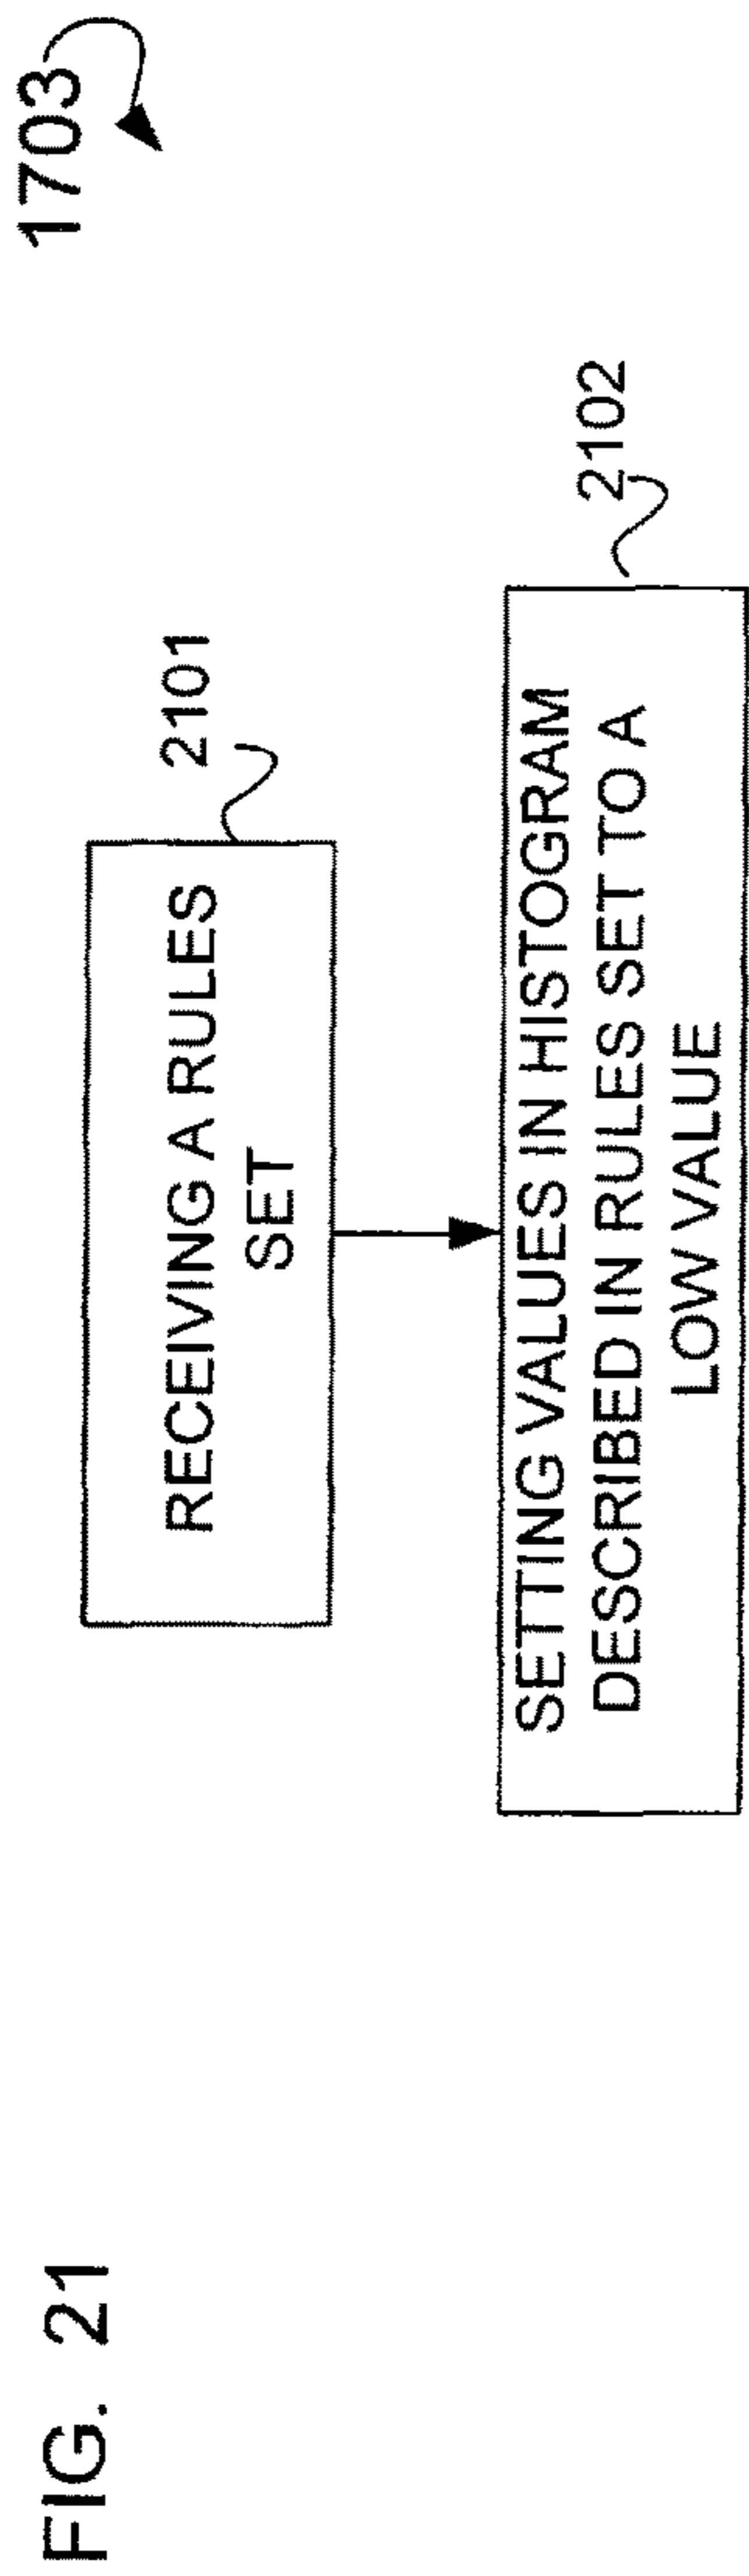 FIG. 21
1703
2101
RECEIVING A RULES
SET
2102
SETTING VALUES IN HISTOGRAM
DESCRIBED IN RULES SET TO A
LOW VALUE